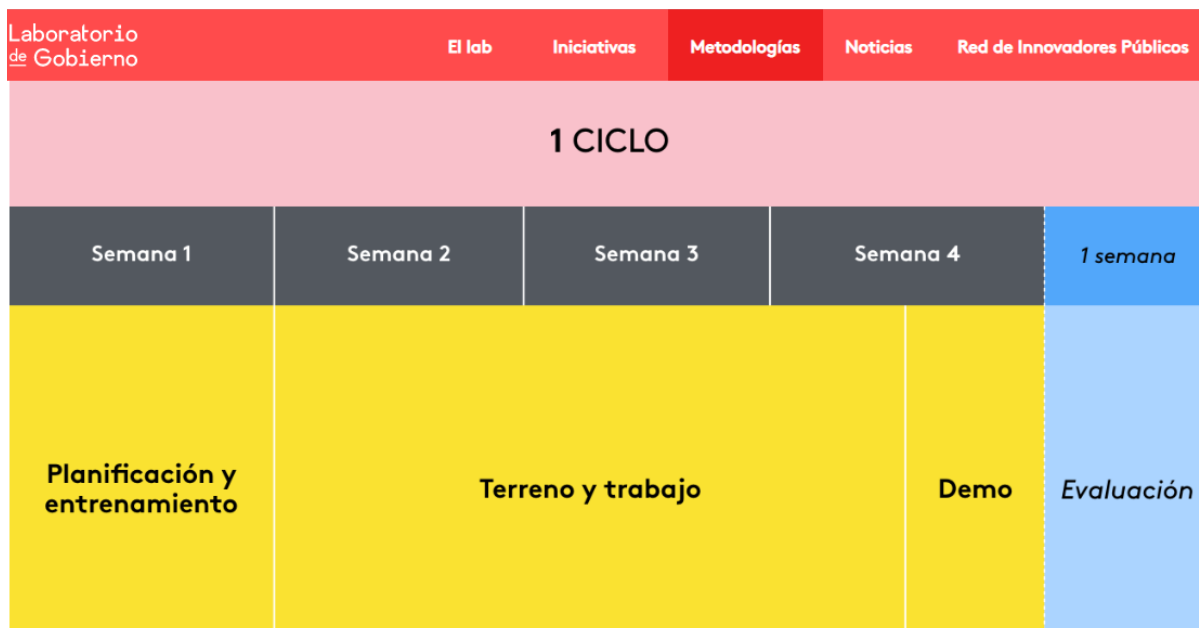 Laboratorio
de Gobierno
El lab
Iniciativas
Metodologías
Noticias
Red de Innovadores Públicos
1 CICLO
Semana 1
Semana 2
Semana 3
Semana 4
1 semana
Planificación y
entrenamiento
Terreno y trabajo
Demo
Evaluación